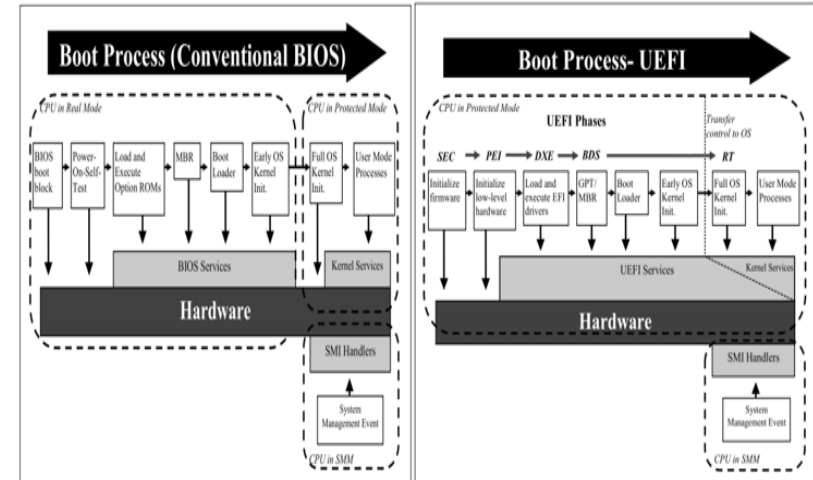 Boot Process (Conventional BIOS)
CPU in Real Mode
CPU in Protected Mode
BIOS
boot
block
Power-
On-Self-
Test
Load and
Execute
Option ROMs
MBR
Boot
Loader
Early OS
Kernel
Init.
Full OS
Kernel
Init.
User Mode
Processes
BIOS Services
Kernel Services
Hardware
SMI Handlers
System
Management Event
CPU in SMM
Boot Process- UEFI
CPU in Protected Mode
UEFI Phases
Transfer
control to OS
SEC
PEI
DXE
BDS
RT
Initialize
firmware
Initialize
low-level
hardware
Load and
execute EFI
drivers
GPT/
MBR
Boot
Loader
Early OS
Kernel
Init.
Full OS
Kernel
Init.
User Mode
Processes
UEFI Services
Kernel Services
Hardware
SMI Handlers
System
Management Event
CPU in SMM